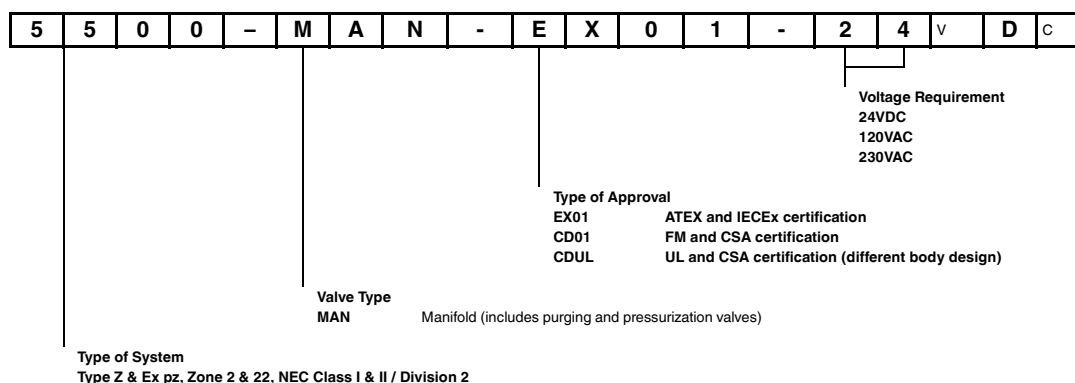 5 5 0 0 – M A N - E X 0 1 - 2 4 V D C
Voltage Requirement
24VDC
120VAC
230VAC
Type of Approval
EX01 ATEX and IECEx certification
CD01 FM and CSA certification
CDUL UL and CSA certification (different body design)
Valve Type
MAN Manifold (includes purging and pressurization valves)
Type of System
Type Z & Ex pz, Zone 2 & 22, NEC Class I & II / Division 2